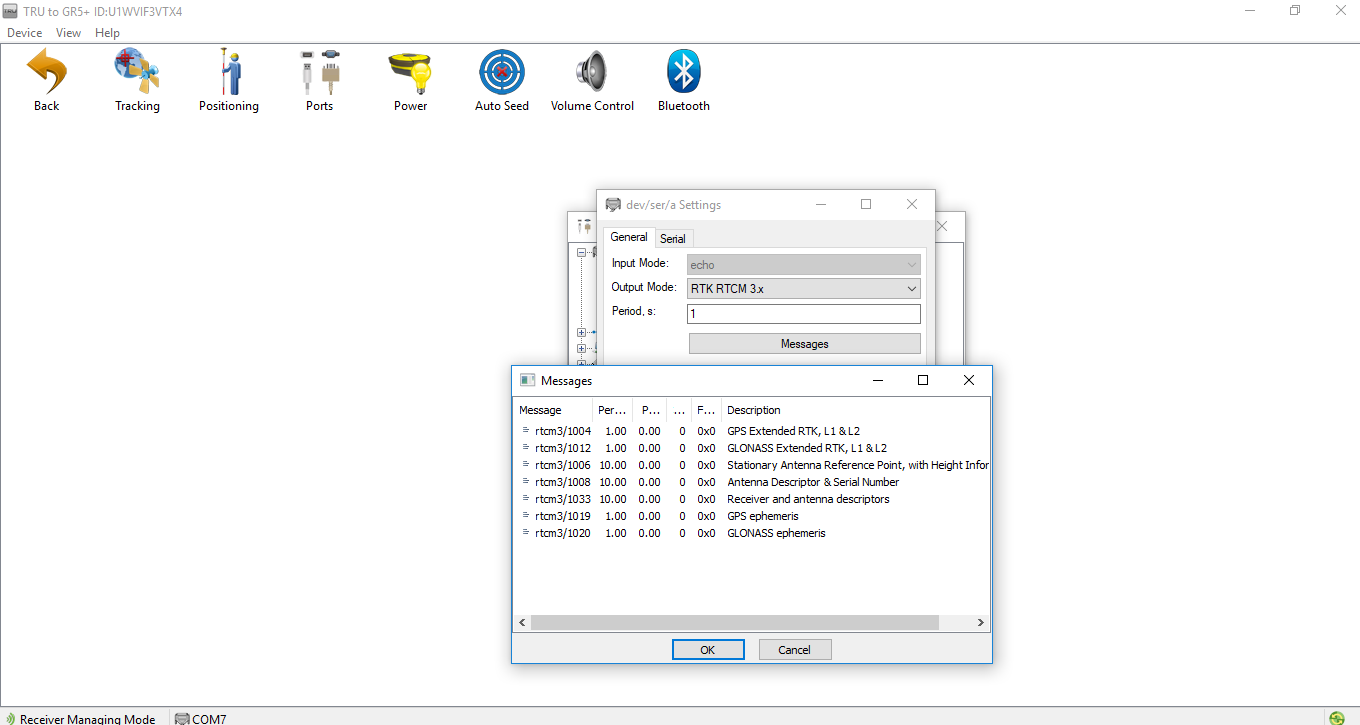 TRU to GR5+ ID:U1WVIF3VTX4
Device View Help
Back Tracking Positioning Ports Power Auto Seed Volume Control Bluetooth
dev/ser/a Settings
General Serial
Input Mode: echo
Output Mode: RTK RTCM 3.x
Period, s: 1
Messages
Messages
Message Per... P... ... F... Description
rtcm3/1004 1.00 0.00 0 0x0 GPS Extended RTK, L1 & L2
rtcm3/1012 1.00 0.00 0 0x0 GLONASS Extended RTK, L1 & L2
rtcm3/1006 10.00 0.00 0 0x0 Stationary Antenna Reference Point, with Height Infor
rtcm3/1008 10.00 0.00 0 0x0 Antenna Descriptor & Serial Number
rtcm3/1033 10.00 0.00 0 0x0 Receiver and antenna descriptors
rtcm3/1019 1.00 0.00 0 0x0 GPS ephemeris
rtcm3/1020 1.00 0.00 0 0x0 GLONASS ephemeris
OK Cancel
Receiver Managing Mode COM7